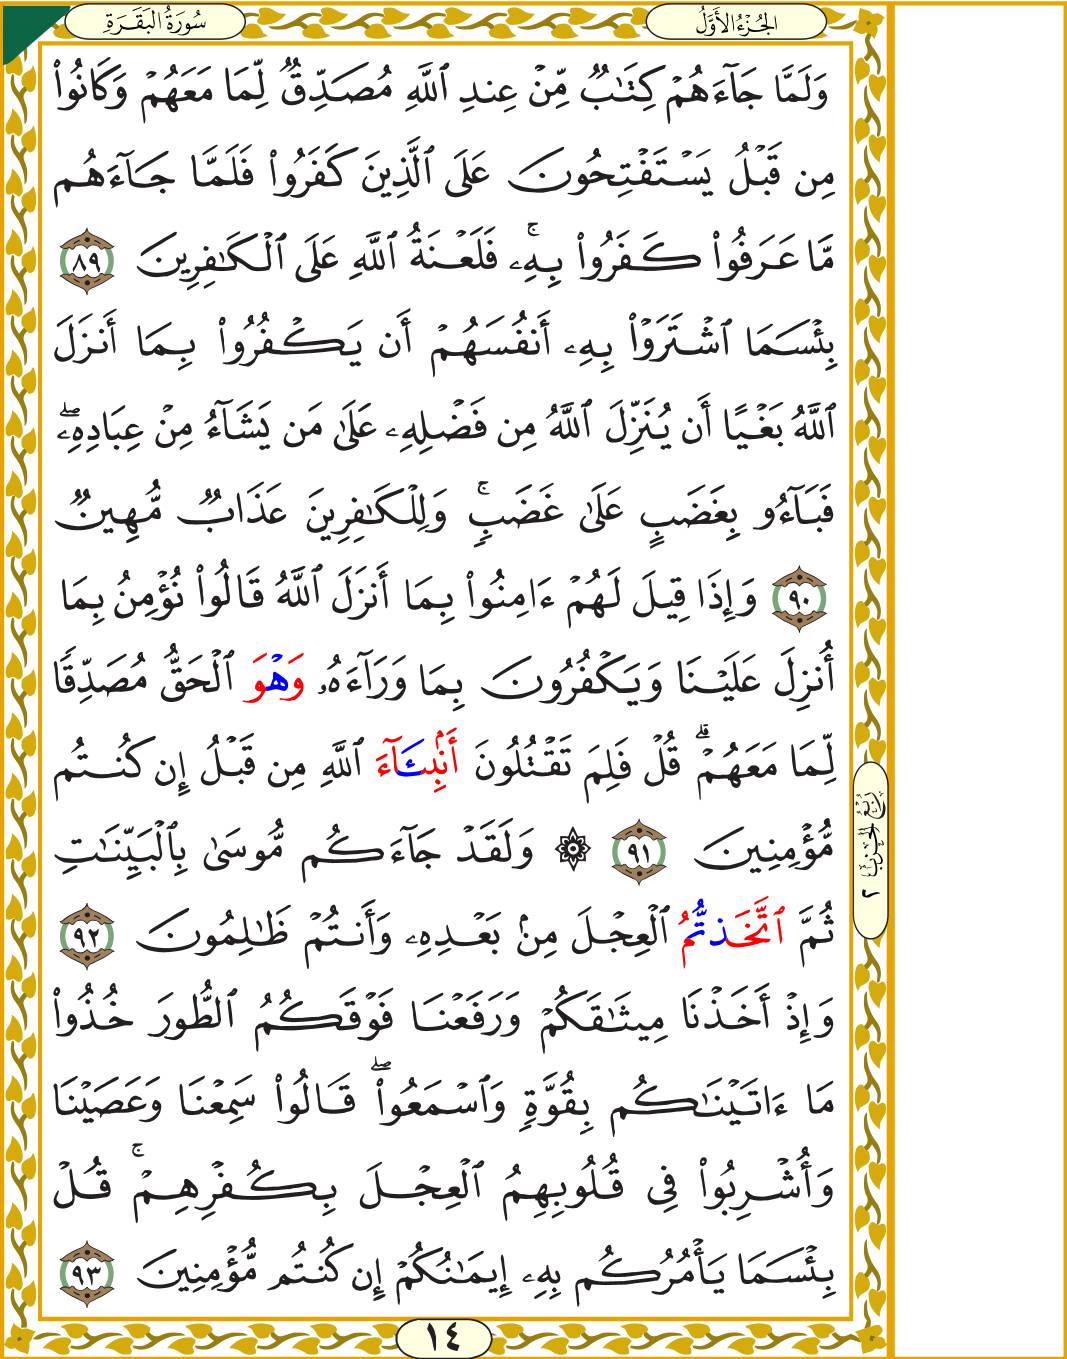 سُورَةُ البَقَرَةِ
الجُزْءُ الأَوَّلُ
وَلَمَّا جَآءَهُمْ كِتَٰبٌ مِّنْ عِندِ ٱللَّهِ مُصَدِّقٌ لِّمَا مَعَهُمْ وَكَانُوا۟
مِن قَبْلُ يَسْتَفْتِحُونَ عَلَى ٱلَّذِينَ كَفَرُوا۟ فَلَمَّا جَآءَهُم
مَّا عَرَفُوا۟ كَفَرُوا۟ بِهِۦۚ فَلَعْنَةُ ٱللَّهِ عَلَى ٱلْكَٰفِرِينَ ٨٩
بِئْسَمَا ٱشْتَرَوْا۟ بِهِۦٓ أَنفُسَهُمْ أَن يَكْفُرُوا۟ بِمَا أَنزَلَ
ٱللَّهُ بَغْيًا أَن يُنَزِّلَ ٱللَّهُ مِن فَضْلِهِۦ عَلَىٰ مَن يَشَآءُ مِنْ عِبَادِهِۦۖ
فَبَآءُو بِغَضَبٍ عَلَىٰ غَضَبٍۚ وَلِلْكَٰفِرِينَ عَذَابٌ مُّهِينٌ
٩٠ وَإِذَا قِيلَ لَهُمْ ءَامِنُوا۟ بِمَا أَنزَلَ ٱللَّهُ قَالُوا۟ نُؤْمِنُ بِمَا
أُنزِلَ عَلَيْنَا وَيَكْفُرُونَ بِمَا وَرَآءَهُۥ وَهْوَ ٱلْحَقُّ مُصَدِّقًا
لِّمَا مَعَهُمْۗ قُلْ فَلِمَ تَقْتُلُونَ أَنۢبِـَٔآءَ ٱللَّهِ مِن قَبْلُ إِن كُنتُم
مُّؤْمِنِينَ ٩١ ۞ وَلَقَدْ جَآءَكُم مُّوسَىٰ بِٱلْبَيِّنَٰتِ
ثُمَّ ٱتَّخَذتُّمُ ٱلْعِجْلَ مِنۢ بَعْدِهِۦ وَأَنتُمْ ظَٰلِمُونَ ٩٢
وَإِذْ أَخَذْنَا مِيثَٰقَكُمْ وَرَفَعْنَا فَوْقَكُمُ ٱلطُّورَ خُذُوا۟
مَا ءَاتَيْنَٰكُم بِقُوَّةٍ وَٱسْمَعُوا۟ۖ قَالُوا۟ سَمِعْنَا وَعَصَيْنَا
وَأُشْرِبُوا۟ فِى قُلُوبِهِمُ ٱلْعِجْلَ بِكُفْرِهِمْۚ قُلْ
بِئْسَمَا يَأْمُرُكُم بِهِۦ إِيمَٰنُكُمْ إِن كُنتُم مُّؤْمِنِينَ ٩٣
رُبُعُ الحِزْبِ ٢
١٤